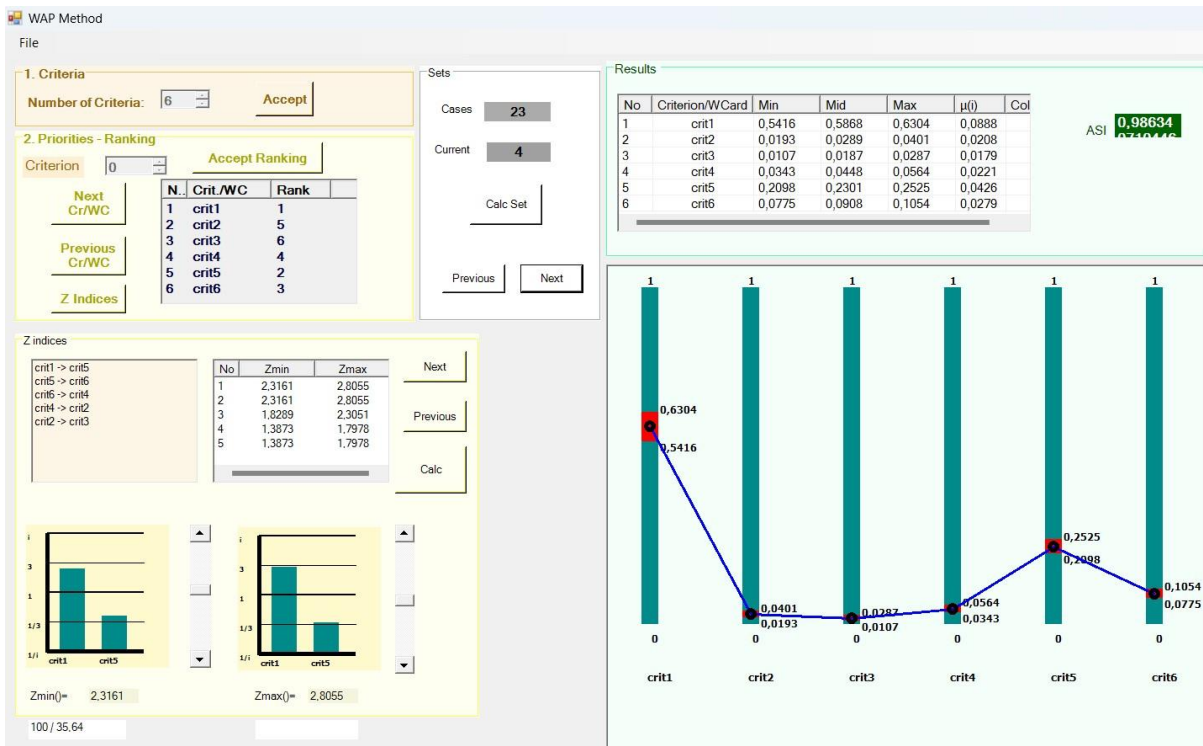 WAP Method
File
1. Criteria
Number of Criteria: 6 Accept
2. Priorities - Ranking
Criterion 0 Accept Ranking
Next Cr/WC
Previous Cr/WC
Z Indices
N.. Crit./WC Rank
1 crit1 1
2 crit2 5
3 crit3 6
4 crit4 4
5 crit5 2
6 crit6 3
Sets
Cases 23
Current 4
Calc Set
Previous Next
Results
No Criterion/WCard Min Mid Max μ(i) Col
1 crit1 0,5416 0,5868 0,6304 0,0888
2 crit2 0,0193 0,0289 0,0401 0,0208
3 crit3 0,0107 0,0187 0,0287 0,0179
4 crit4 0,0343 0,0448 0,0564 0,0221
5 crit5 0,2098 0,2301 0,2525 0,0426
6 crit6 0,0775 0,0908 0,1054 0,0279
ASI 0,98634
Z indices
crit1 -> crit5
crit5 -> crit6
crit6 -> crit4
crit4 -> crit2
crit2 -> crit3
No Zmin Zmax
1 2,3161 2,8055
2 2,3161 2,8055
3 1,8289 2,3051
4 1,3873 1,7978
5 1,3873 1,7978
Next
Previous
Calc
i
3
1
1/3
1/i
crit1 crit5
i
3
1
1/3
1/i
crit1 crit5
Zmin()= 2,3161
Zmax()= 2,8055
100 / 35,64
1 1 1 1 1 1
0,6304
0,5416
0,0401
0,0193
0,0287
0,0107
0,0564
0,0343
0,2525
0,2098
0,1054
0,0775
0 0 0 0 0 0
crit1 crit2 crit3 crit4 crit5 crit6